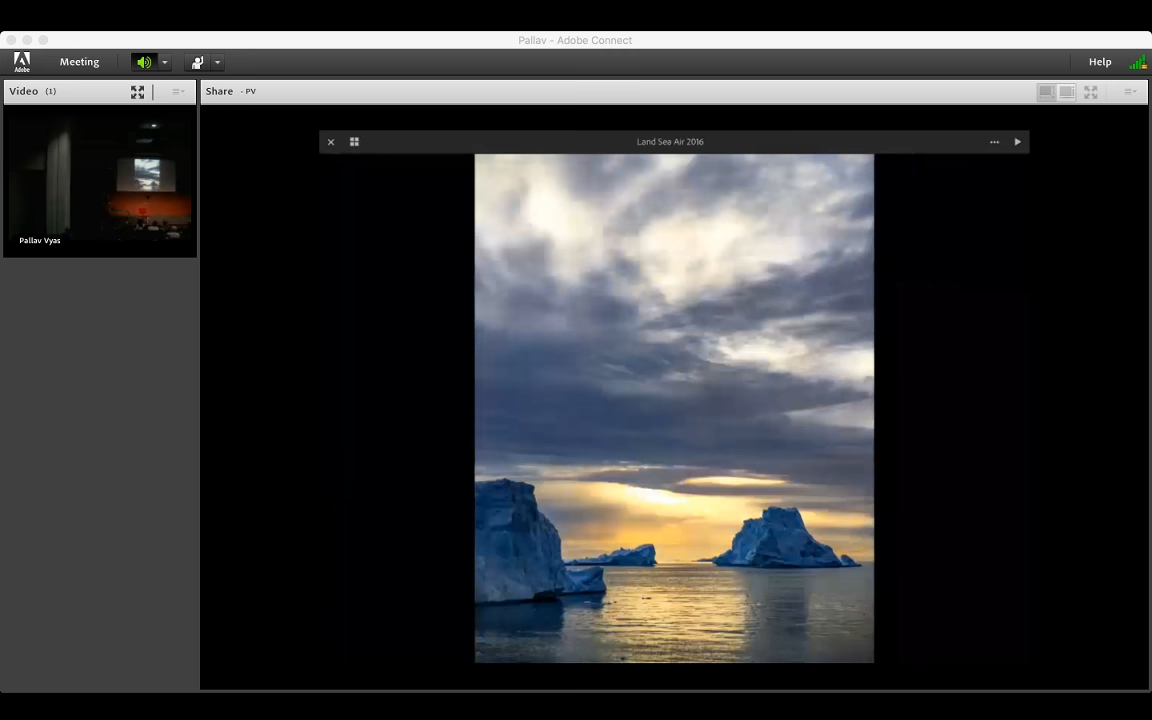 Pallav - Adobe Connect
Adobe
Meeting
Help
Video (1)
Share - PV
Land Sea Air 2016
Pallav Vyas